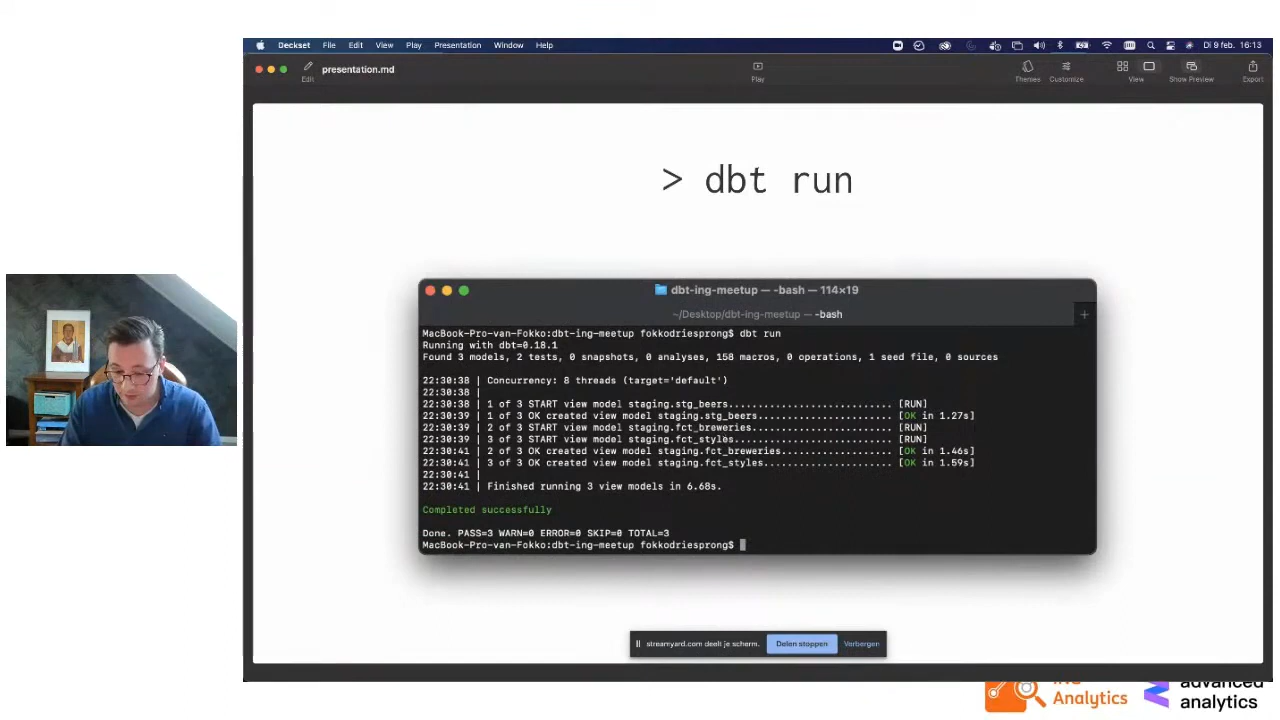 Deckset File Edit View Play Presentation Window Help
Di 9 feb. 16:13
presentation.md
Edit
Play
Themes
Customize
View
Show Preview
Export
> dbt run
dbt-ing-meetup — -bash — 114×19
~/Desktop/dbt-ing-meetup — -bash
+
MacBook-Pro-van-Fokko:dbt-ing-meetup fokkodriesprong$ dbt run
Running with dbt=0.18.1
Found 3 models, 2 tests, 0 snapshots, 0 analyses, 158 macros, 0 operations, 1 seed file, 0 sources
22:30:38 | Concurrency: 8 threads (target='default')
22:30:38 |
22:30:38 | 1 of 3 START view model staging.stg_beers............................ [RUN]
22:30:39 | 1 of 3 OK created view model staging.stg_beers....................... [OK in 1.27s]
22:30:39 | 2 of 3 START view model staging.fct_breweries........................ [RUN]
22:30:39 | 3 of 3 START view model staging.fct_styles........................... [RUN]
22:30:41 | 2 of 3 OK created view model staging.fct_breweries................... [OK in 1.46s]
22:30:41 | 3 of 3 OK created view model staging.fct_styles...................... [OK in 1.59s]
22:30:41 |
22:30:41 | Finished running 3 view models in 6.68s.
Completed successfully
Done. PASS=3 WARN=0 ERROR=0 SKIP=0 TOTAL=3
MacBook-Pro-van-Fokko:dbt-ing-meetup fokkodriesprong$
streamyard.com deelt je scherm. Delen stoppen Verbergen
ING
Analytics
advanced
analytics